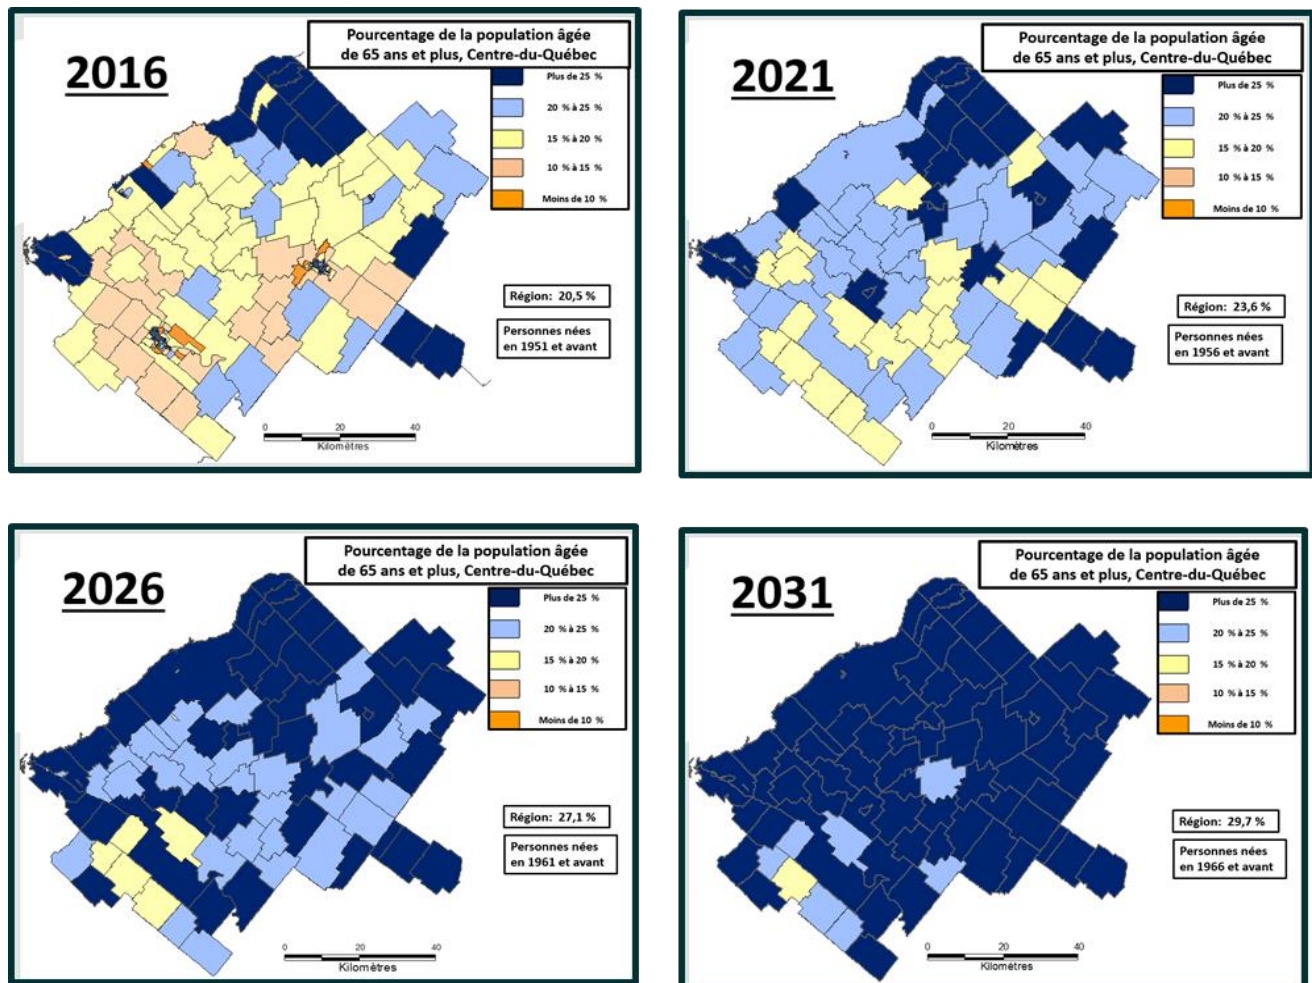 2016
Pourcentage de la population âgée
de 65 ans et plus, Centre-du-Québec
Plus de 25 %
20 % à 25 %
15 % à 20 %
10 % à 15 %
Moins de 10 %
Région: 20,5 %
Personnes nées
en 1951 et avant
0 20 40
Kilomètres
2021
Pourcentage de la population âgée
de 65 ans et plus, Centre-du-Québec
Plus de 25 %
20 % à 25 %
15 % à 20 %
10 % à 15 %
Moins de 10 %
Région: 23,6 %
Personnes nées
en 1956 et avant
0 20 40
Kilomètres
2026
Pourcentage de la population âgée
de 65 ans et plus, Centre-du-Québec
Plus de 25 %
20 % à 25 %
15 % à 20 %
10 % à 15 %
Moins de 10 %
Région: 27,1 %
Personnes nées
en 1961 et avant
0 20 40
Kilomètres
2031
Pourcentage de la population âgée
de 65 ans et plus, Centre-du-Québec
Plus de 25 %
20 % à 25 %
15 % à 20 %
10 % à 15 %
Moins de 10 %
Région: 29,7 %
Personnes nées
en 1966 et avant
0 20 40
Kilomètres